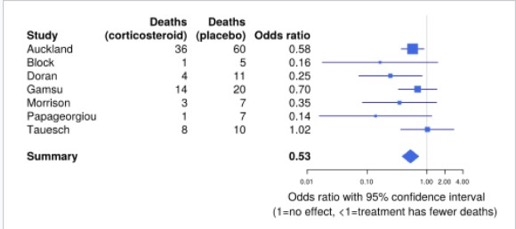 Deaths Deaths
Study (corticosteroid) (placebo) Odds ratio
Auckland 36 60 0.58
Block 1 5 0.16
Doran 4 11 0.25
Gamsu 14 20 0.70
Morrison 3 7 0.35
Papageorgiou 1 7 0.14
Tauesch 8 10 1.02
Summary 0.53
0.01 0.10 1.00 2.00 4.00
Odds ratio with 95% confidence interval
(1=no effect, <1=treatment has fewer deaths)